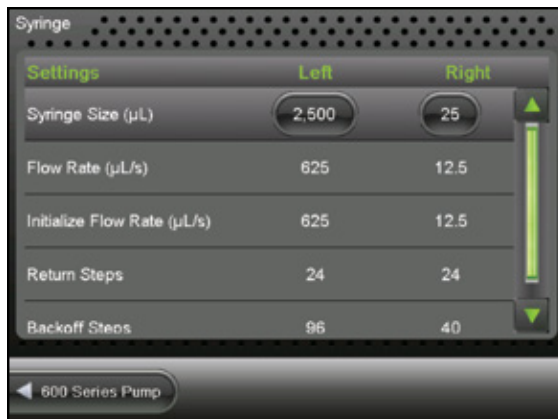 Syringe
Settings Left Right
Syringe Size (µL) 2,500 25
Flow Rate (µL/s) 625 12.5
Initialize Flow Rate (µL/s) 625 12.5
Return Steps 24 24
Backoff Steps 96 40
600 Series Pump